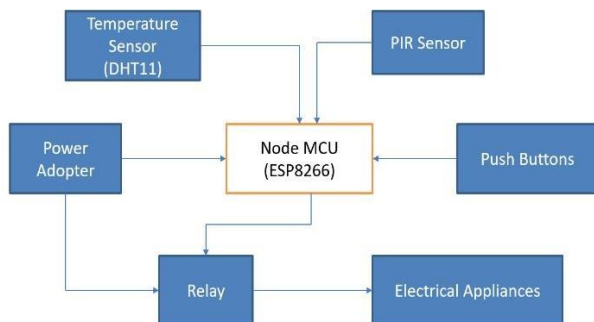 Temperature
Sensor
(DHT11)
PIR Sensor
Power
Adopter
Node MCU
(ESP8266)
Push Buttons
Relay
Electrical Appliances